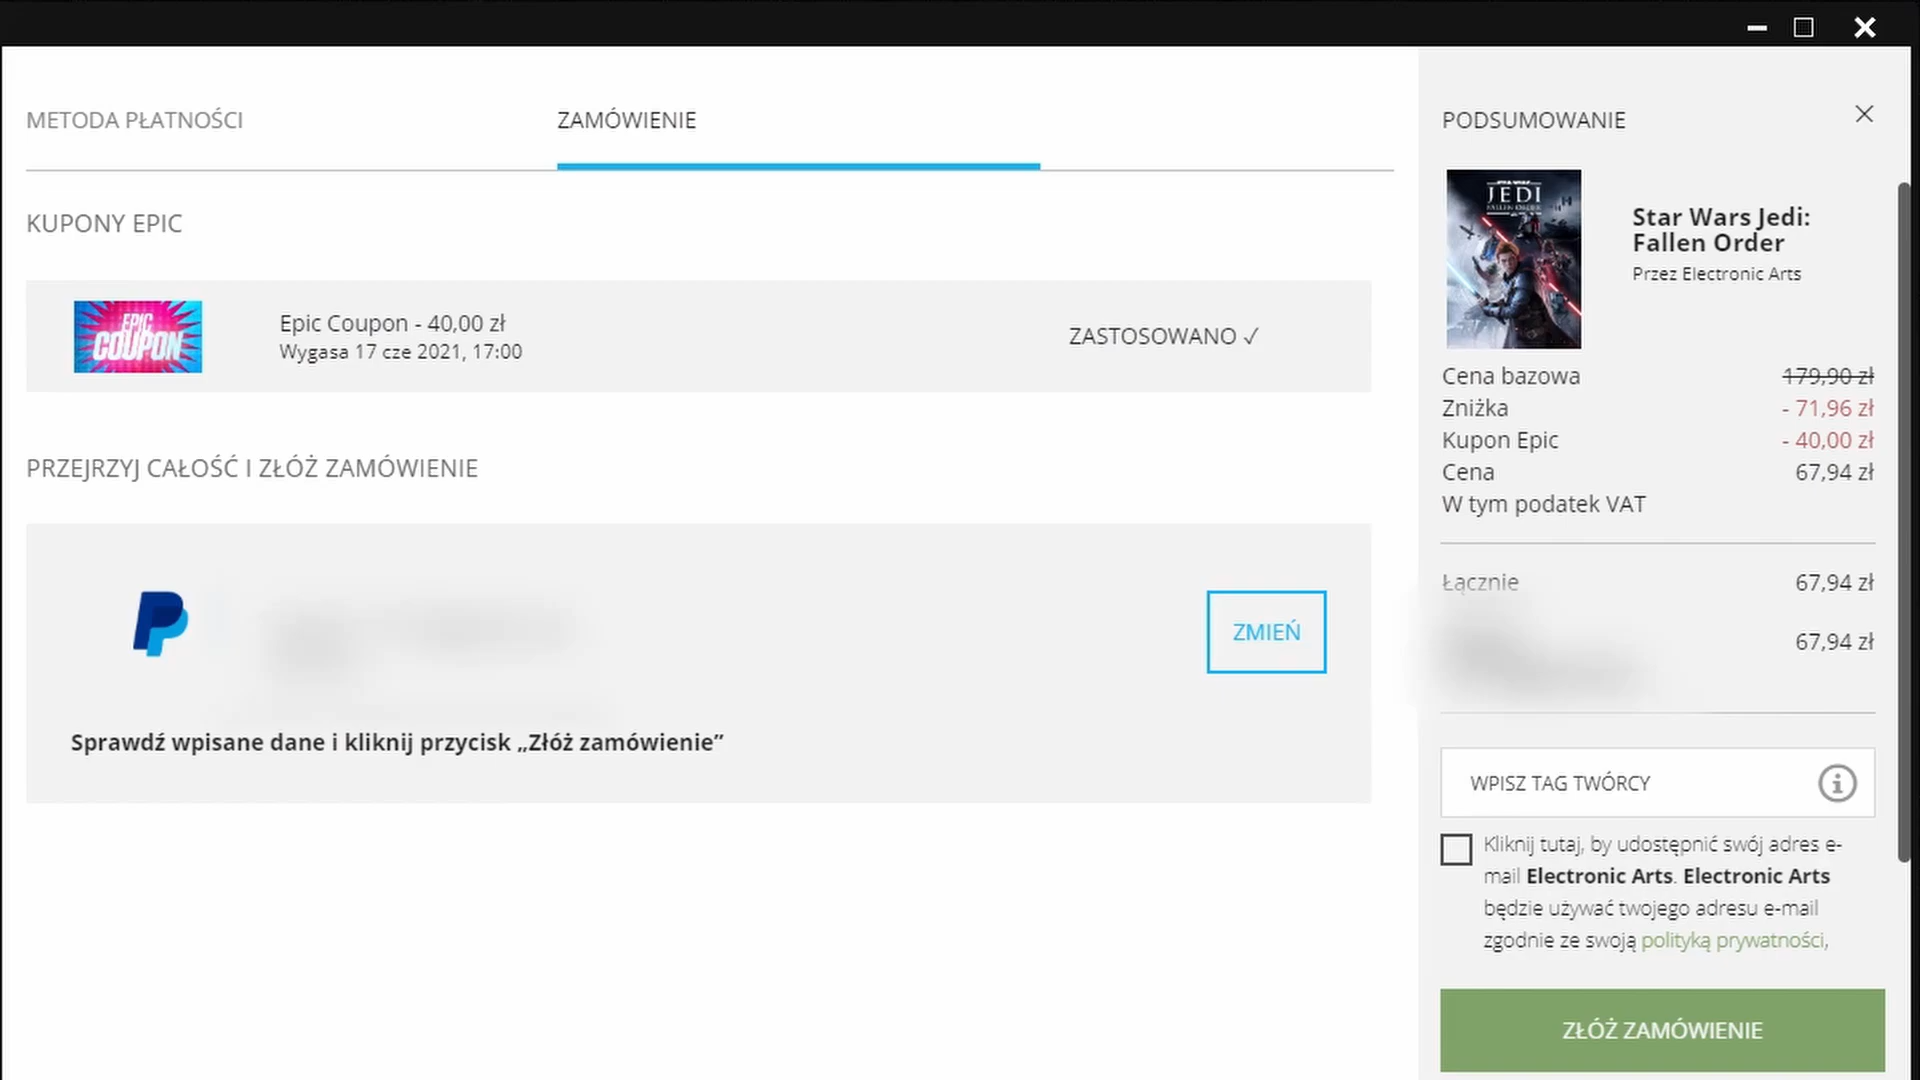 METODA PŁATNOŚCI
ZAMÓWIENIE
KUPONY EPIC
EPIC
COUPON
Epic Coupon - 40,00 zł
Wygasa 17 cze 2021, 17:00
ZASTOSOWANO ✓
PRZEJRZYJ CAŁOŚĆ I ZŁÓŻ ZAMÓWIENIE
ZMIEŃ
Sprawdź wpisane dane i kliknij przycisk „Złóż zamówienie”
PODSUMOWANIE
STAR WARS
JEDI
FALLEN ORDER
Star Wars Jedi:
Fallen Order
Przez Electronic Arts
Cena bazowa 179,90 zł
Zniżka - 71,96 zł
Kupon Epic - 40,00 zł
Cena 67,94 zł
W tym podatek VAT
Łącznie 67,94 zł
67,94 zł
WPISZ TAG TWÓRCY
Kliknij tutaj, by udostępnić swój adres e-
mail Electronic Arts. Electronic Arts
będzie używać twojego adresu e-mail
zgodnie ze swoją polityką prywatności,
ZŁÓŻ ZAMÓWIENIE